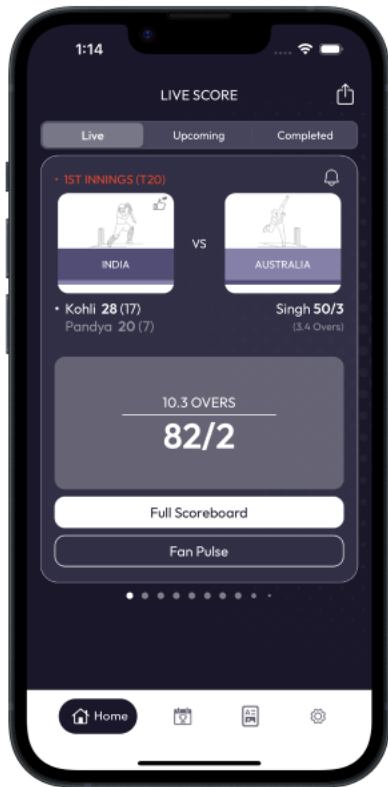 1:14
LIVE SCORE
Live Upcoming Completed
• 1ST INNINGS (T20)
VS
INDIA AUSTRALIA
• Kohli 28 (17) Singh 50/3
Pandya 20 (7) (3.4 Overs)
10.3 OVERS
82/2
Full Scoreboard
Fan Pulse
Home